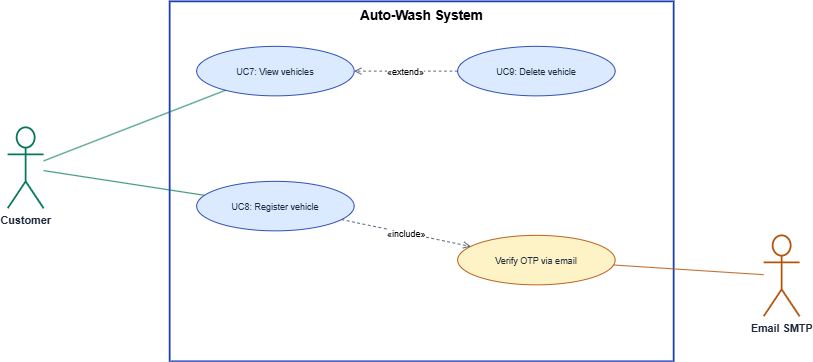 Auto-Wash System
UC7: View vehicles
«extend»
UC9: Delete vehicle
Customer
UC8: Register vehicle
«include»
Verify OTP via email
Email SMTP